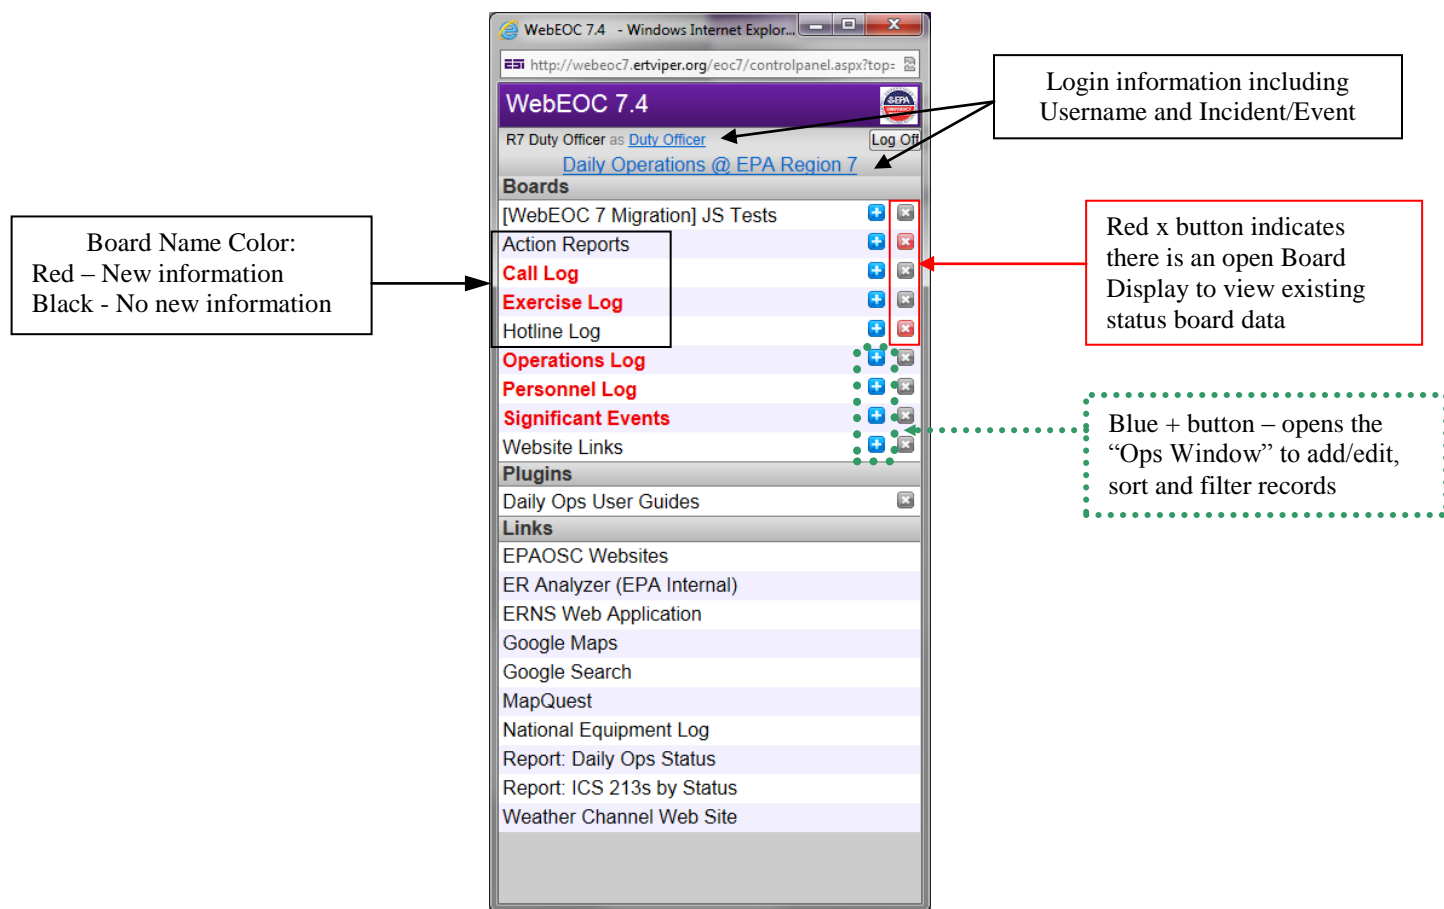 WebEOC 7.4 - Windows Internet Explor...
ESi http://webeoc7.ertviper.org/eoc7/controlpanel.aspx?top=
WebEOC 7.4
EPA
R7 Duty Officer as Duty Officer
Log Off
Daily Operations @ EPA Region 7
Boards
[WebEOC 7 Migration] JS Tests
Action Reports
Call Log
Exercise Log
Hotline Log
Operations Log
Personnel Log
Significant Events
Website Links
Plugins
Daily Ops User Guides
Links
EPAOSC Websites
ER Analyzer (EPA Internal)
ERNS Web Application
Google Maps
Google Search
MapQuest
National Equipment Log
Report: Daily Ops Status
Report: ICS 213s by Status
Weather Channel Web Site
Board Name Color:
Red – New information
Black - No new information
Login information including
Username and Incident/Event
Red x button indicates
there is an open Board
Display to view existing
status board data
Blue + button – opens the
“Ops Window” to add/edit,
sort and filter records